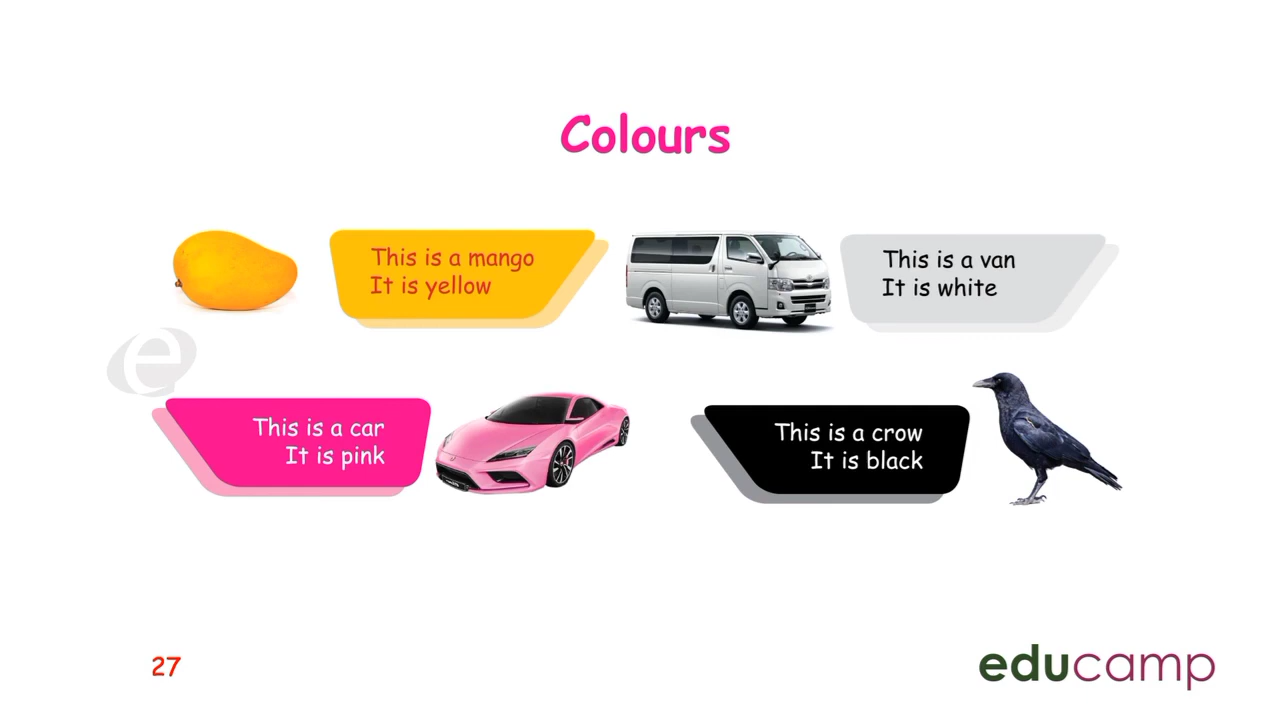 Colours
This is a mango
It is yellow
This is a van
It is white
This is a car
It is pink
This is a crow
It is black
27
educamp